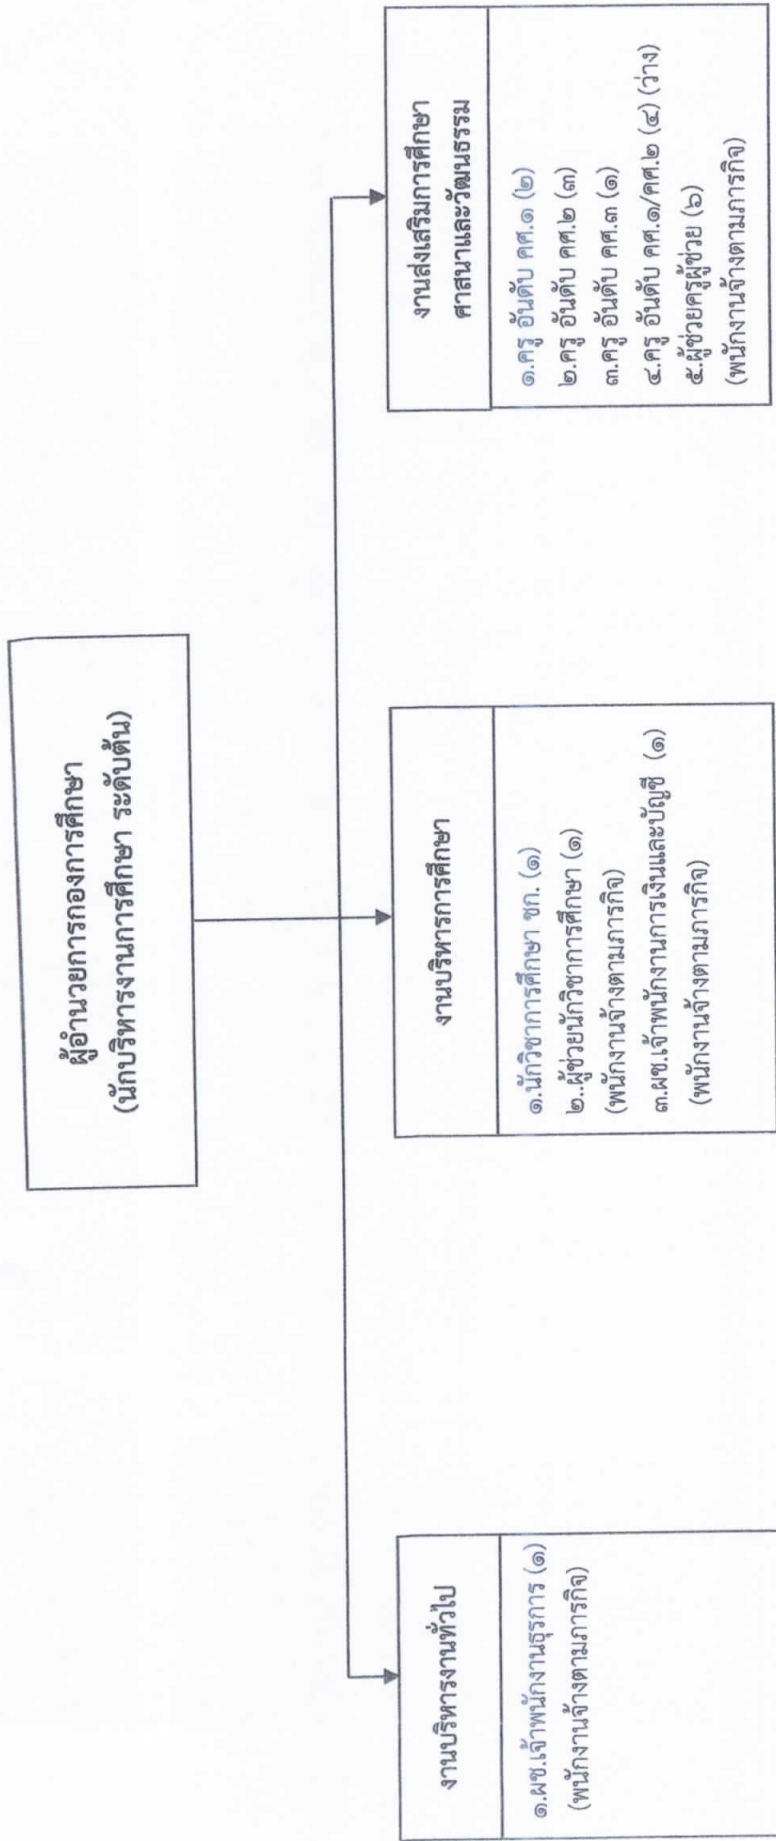 ผู้อำนวยการกองการศึกษา
(นักบริหารงานการศึกษา ระดับต้น)
งานบริหารงานทั่วไป
๑.ผช.เจ้าพนักงานธุรการ (๑)
(พนักงานจ้างตามภารกิจ)
งานบริหารการศึกษา
๑.นักวิชาการศึกษา ชก. (๑)
๒..ผู้ช่วยนักวิชาการศึกษา (๑)
(พนักงานจ้างตามภารกิจ)
๓.ผช.เจ้าพนักงานการเงินและบัญชี (๑)
(พนักงานจ้างตามภารกิจ)
งานส่งเสริมการศึกษา
ศาสนาและวัฒนธรรม
๑.ครู อันดับ คศ.๑ (๒)
๒.ครู อันดับ คศ.๒ (๓)
๓.ครู อันดับ คศ.๓ (๑)
๔.ครู อันดับ คศ.๑/คศ.๒ (๔) (ว่าง)
๕.ผู้ช่วยครูผู้ช่วย (๖)
(พนักงานจ้างตามภารกิจ)